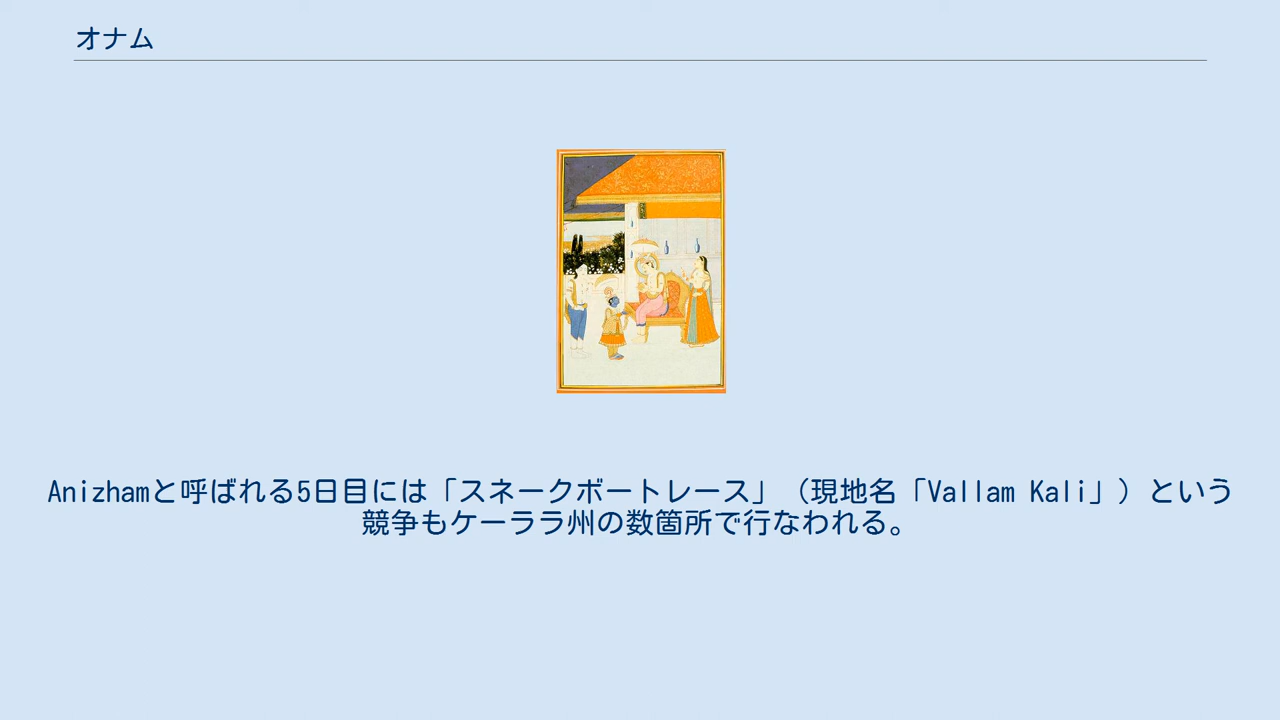 オナム
Anizhamと呼ばれる5日目には「スネークボートレース」（現地名「Vallam Kali」）という
競争もケーララ州の数箇所で行なわれる。